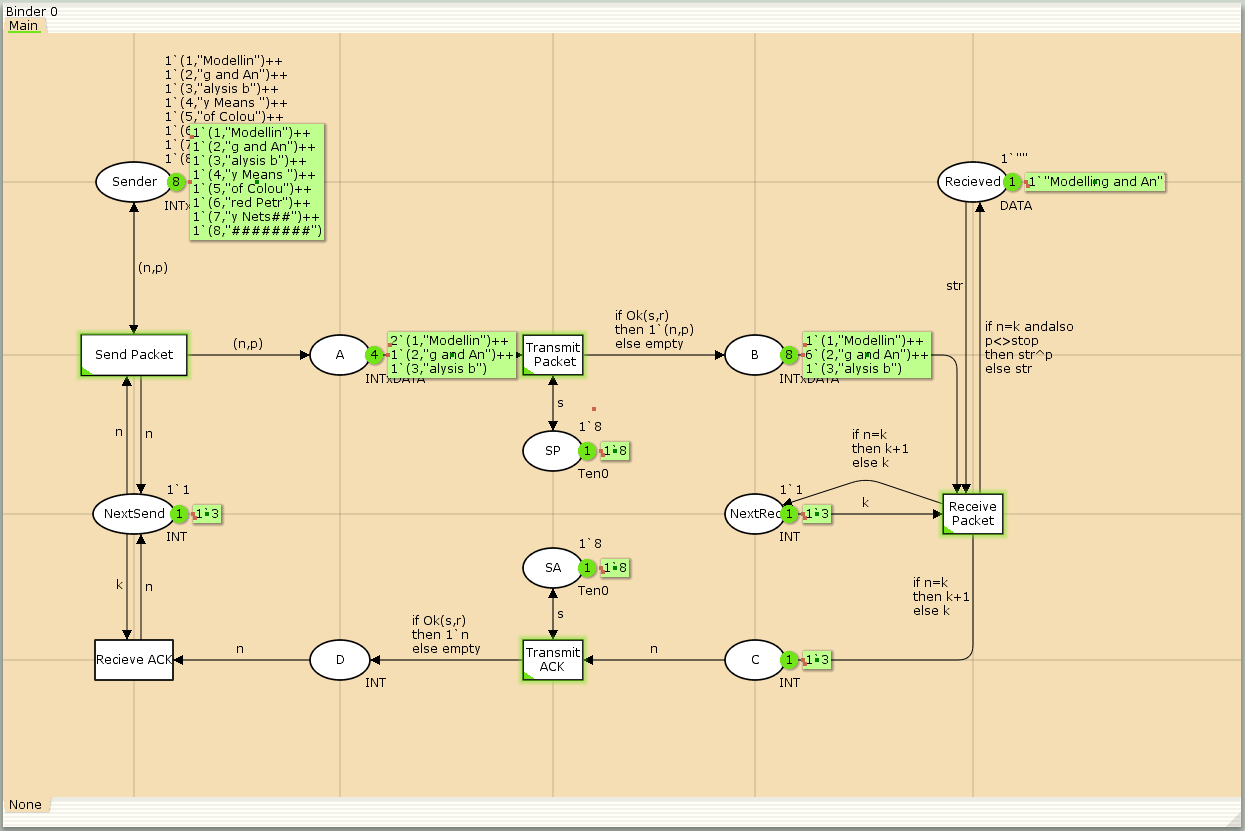 Binder 0
Main
1`(1,"Modellin")++
1`(2,"g and An")++
1`(3,"alysis b")++
1`(4,"y Means ")++
1`(5,"of Colou")++
1`(6
1`(7
1`(8
1`(1,"Modellin")++
1`(2,"g and An")++
1`(3,"alysis b")++
1`(4,"y Means ")++
1`(5,"of Colou")++
1`(6,"red Petr")++
1`(7,"y Nets##")++
1`(8,"########")
Sender
8
INTx
1`""
Recieved
1
1`"Modelling and An"
DATA
(n,p)
str
if n=k andalso
p<>stop
then str^p
else str
Send Packet
(n,p)
A
4
2`(1,"Modellin")++
1`(2,"g and An")++
1`(3,"alysis b")
INTxDATA
Transmit
Packet
if Ok(s,r)
then 1`(n,p)
else empty
B
8
1`(1,"Modellin")++
6`(2,"g and An")++
1`(3,"alysis b")
INTxDATA
s
1`8
SP
1
1`8
Ten0
n
n
if n=k
then k+1
else k
1`1
NextSend
1
1`3
INT
1`1
NextRec
1
1`3
INT
k
Receive
Packet
1`8
SA
1
1`8
Ten0
k
n
s
if n=k
then k+1
else k
if Ok(s,r)
then 1`n
else empty
Recieve ACK
n
D
INT
Transmit
ACK
n
C
1
1`3
INT
None